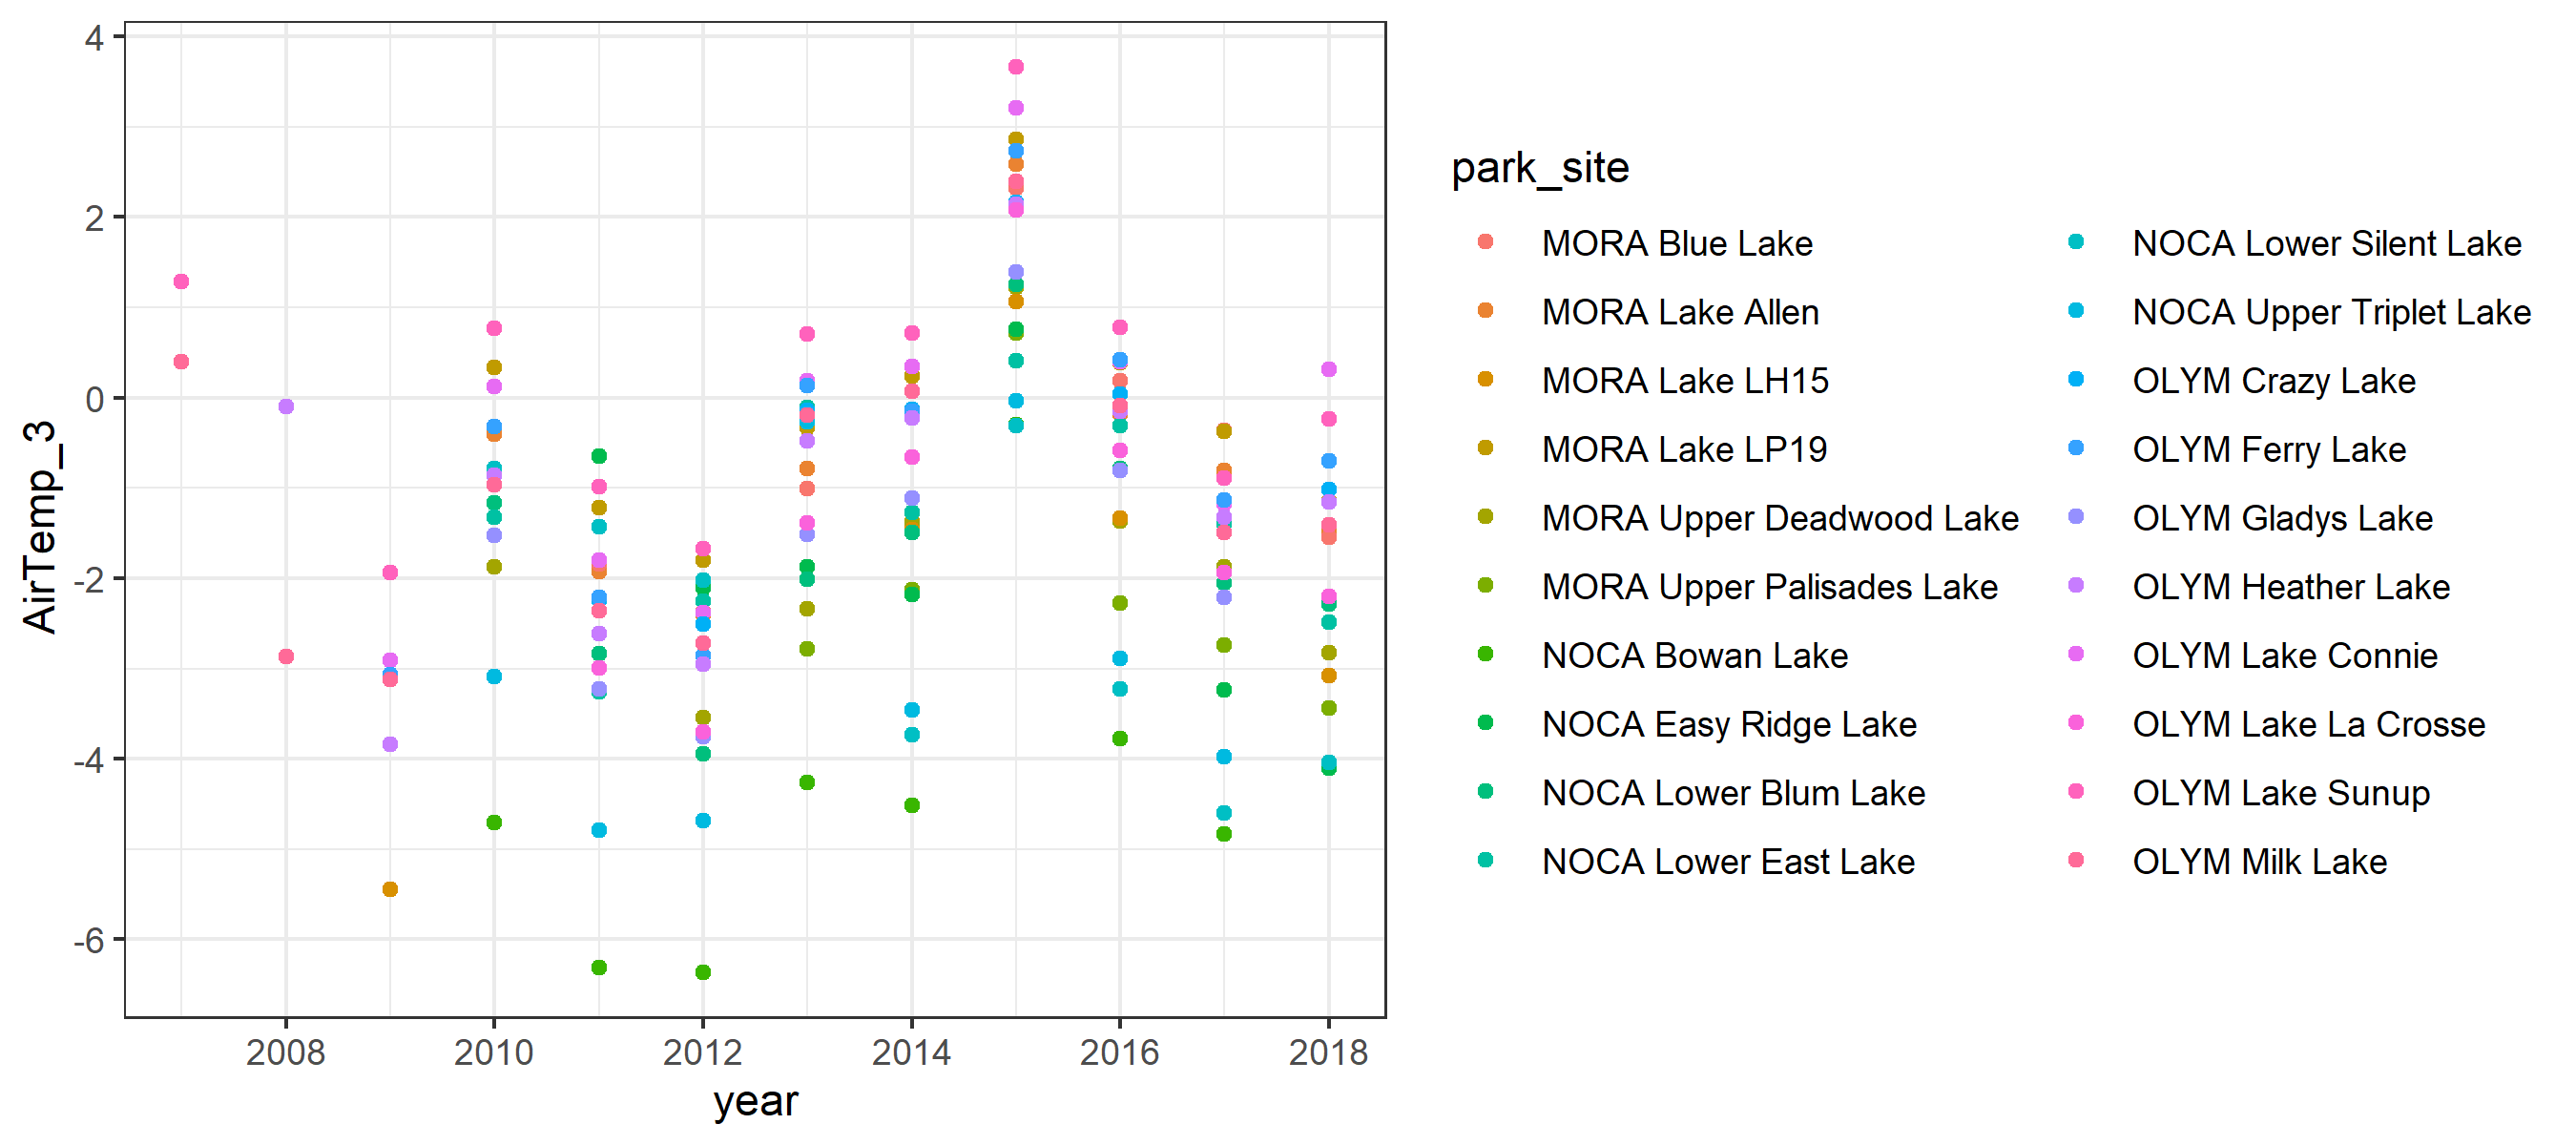 4
2
0
-2
-4
-6
AirTemp_3
2008 2010 2012 2014 2016 2018
year
park_site
MORA Blue Lake
MORA Lake Allen
MORA Lake LH15
MORA Lake LP19
MORA Upper Deadwood Lake
MORA Upper Palisades Lake
NOCA Bowan Lake
NOCA Easy Ridge Lake
NOCA Lower Blum Lake
NOCA Lower East Lake
NOCA Lower Silent Lake
NOCA Upper Triplet Lake
OLYM Crazy Lake
OLYM Ferry Lake
OLYM Gladys Lake
OLYM Heather Lake
OLYM Lake Connie
OLYM Lake La Crosse
OLYM Lake Sunup
OLYM Milk Lake